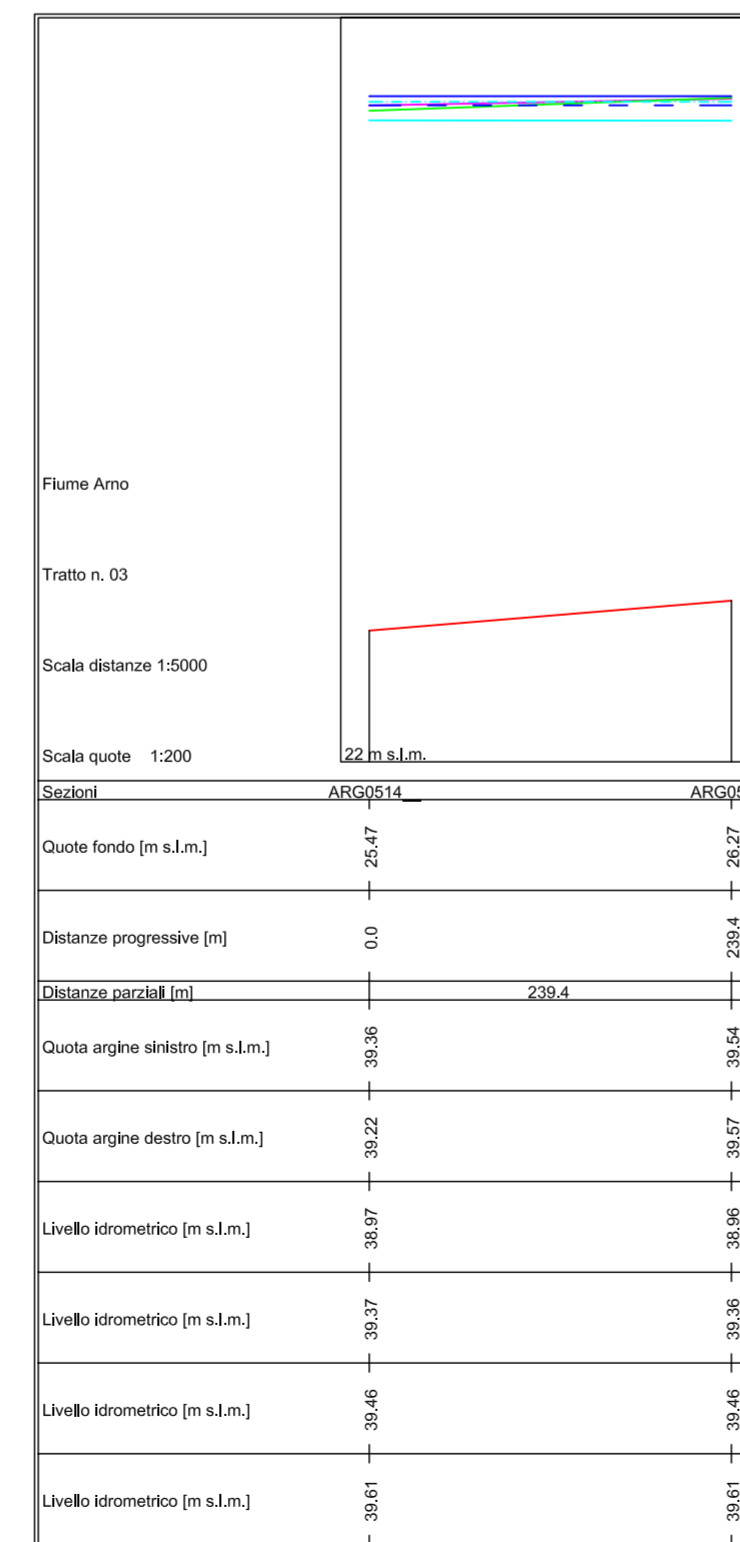 Fiume Arno
Tratto n. 03
Scala distanze 1:5000
Scala quote 1:200
22 m s.l.m.
Sezioni ARG0514__
Quote fondo [m s.l.m.] 25.47 26.27
Distanze progressive [m] 0.0 239.4
Distanze parziali [m] 239.4
Quota argine sinistro [m s.l.m.] 39.36 39.54
Quota argine destro [m s.l.m.] 39.22 39.57
Livello idrometrico [m s.l.m.] 38.97 38.96
Livello idrometrico [m s.l.m.] 39.37 39.36
Livello idrometrico [m s.l.m.] 39.46 39.46
Livello idrometrico [m s.l.m.] 39.61 39.61